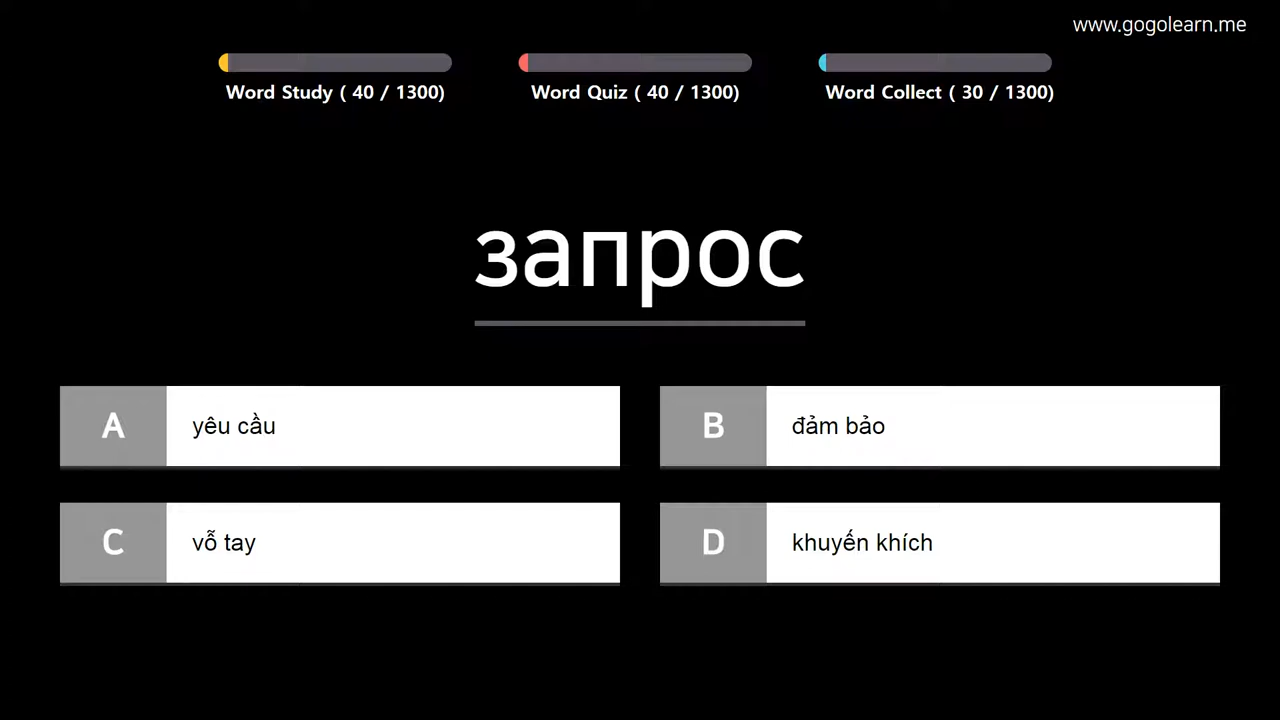 www.gogolearn.me
Word Study ( 40 / 1300)
Word Quiz ( 40 / 1300)
Word Collect ( 30 / 1300)
запрос
A yêu cầu
B đảm bảo
C vỗ tay
D khuyến khích